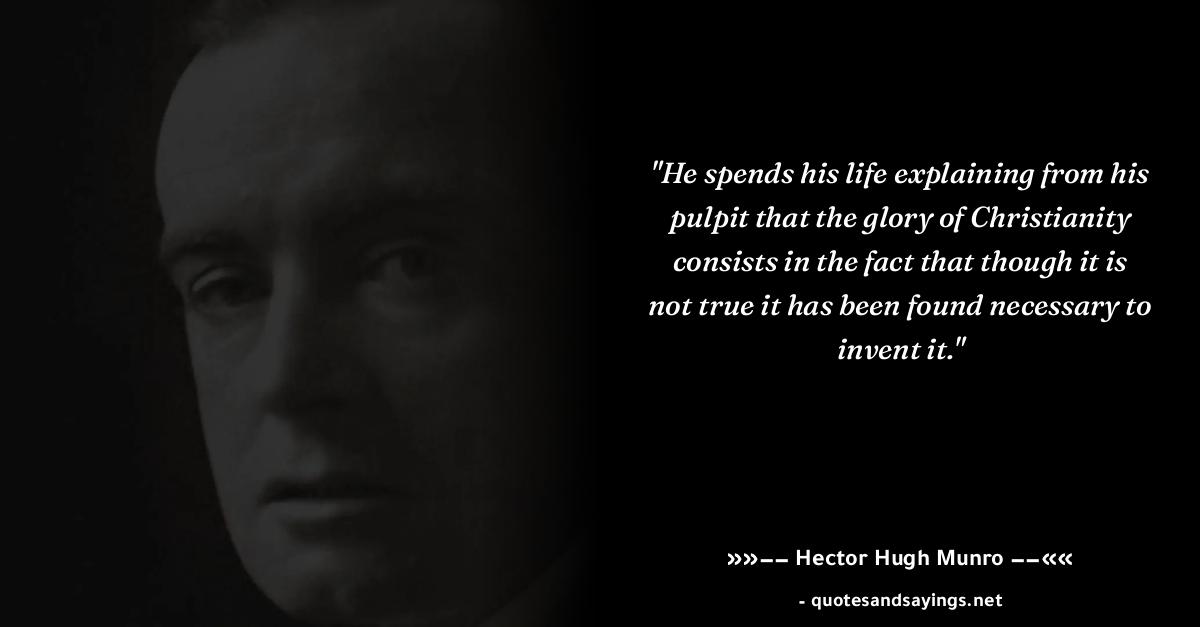 "He spends his life explaining from his
pulpit that the glory of Christianity
consists in the fact that though it is
not true it has been found necessary to
invent it."
»»−− Hector Hugh Munro −−««
- quotesandsayings.net